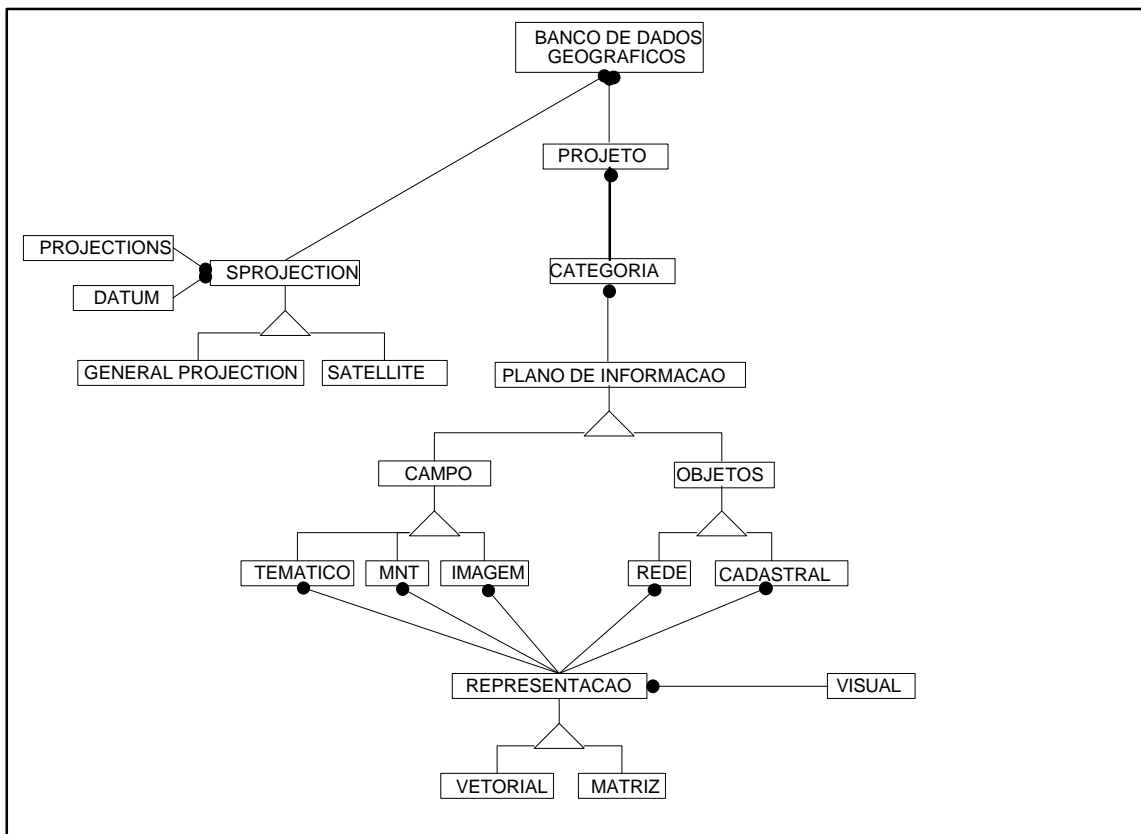 BANCO DE DADOS
GEOGRAFICOS
PROJETO
PROJECTIONS
SPROJECTION
CATEGORIA
DATUM
GENERAL PROJECTION
SATELLITE
PLANO DE INFORMACAO
CAMPO
OBJETOS
TEMATICO
MNT
IMAGEM
REDE
CADASTRAL
REPRESENTACAO
VISUAL
VETORIAL
MATRIZ